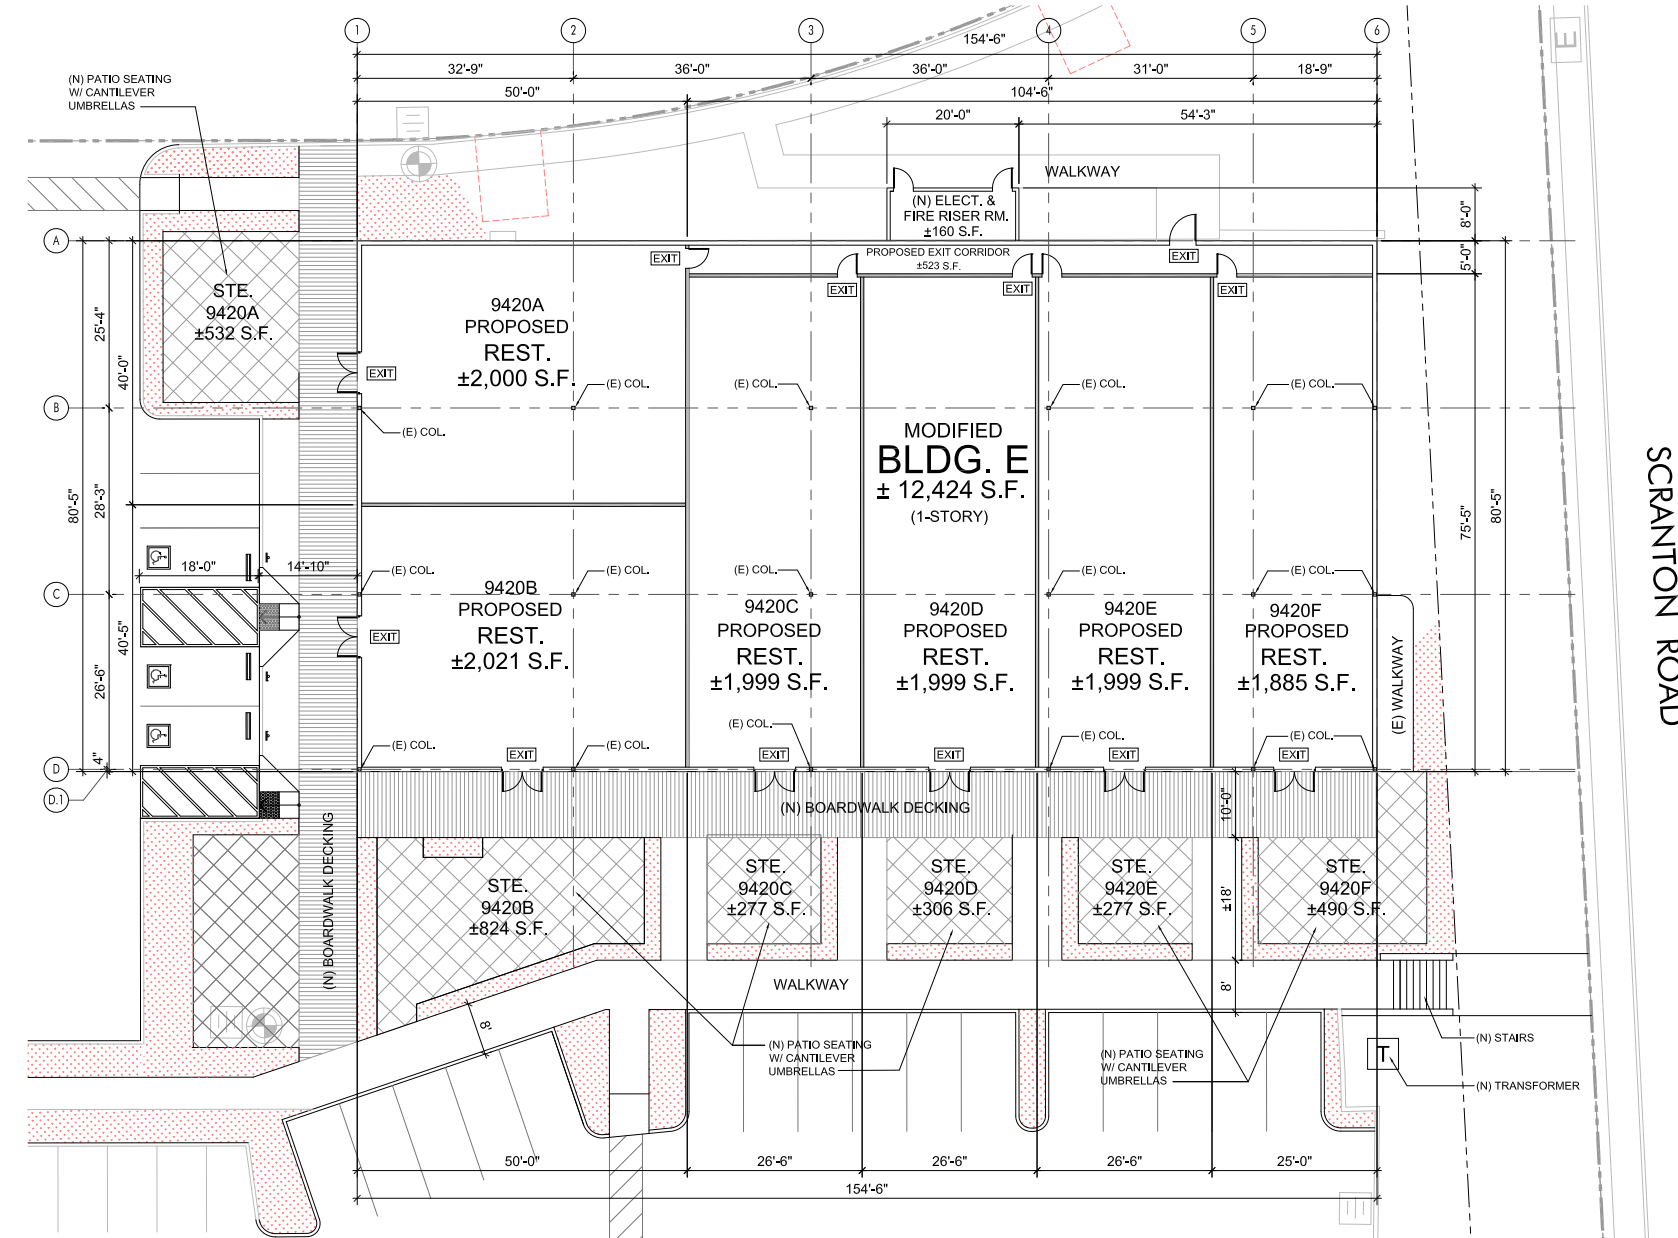 1
2
3
4
5
6
154'-6"
32'-9"
36'-0"
36'-0"
31'-0"
18'-9"
50'-0"
104'-6"
20'-0"
54'-3"
(N) PATIO SEATING
W/ CANTILEVER
UMBRELLAS
E
WALKWAY
(N) ELECT. &
FIRE RISER RM.
±160 S.F.
8'-0"
5'-0"
A
B
C
D
D.1
PROPOSED EXIT CORRIDOR
±523 S.F.
EXIT
EXIT
EXIT
EXIT
EXIT
STE.
9420A
±532 S.F.
25'-4"
40'-0"
80'-5"
28'-3"
40'-5"
26'-6"
4"
18'-0"
14'-10"
9420A
PROPOSED
REST.
±2,000 S.F.
EXIT
(E) COL.
(E) COL.
(E) COL.
(E) COL.
(E) COL.
MODIFIED
BLDG. E
± 12,424 S.F.
(1-STORY)
75'-5"
80'-5"
SCRANTON ROAD
(E) COL.
(E) COL.
(E) COL.
(E) COL.
(E) COL.
9420B
PROPOSED
REST.
±2,021 S.F.
EXIT
9420C
PROPOSED
REST.
±1,999 S.F.
9420D
PROPOSED
REST.
±1,999 S.F.
9420E
PROPOSED
REST.
±1,999 S.F.
9420F
PROPOSED
REST.
±1,885 S.F.
(E) WALKWAY
(E) COL.
(E) COL.
(E) COL.
(E) COL.
(E) COL.
EXIT
EXIT
EXIT
EXIT
EXIT
(N) BOARDWALK DECKING
(N) BOARDWALK DECKING
10'-0"
±18'
8'
STE.
9420B
±824 S.F.
STE.
9420C
±277 S.F.
STE.
9420D
±306 S.F.
STE.
9420E
±277 S.F.
STE.
9420F
±490 S.F.
WALKWAY
8'
(N) PATIO SEATING
W/ CANTILEVER
UMBRELLAS
(N) PATIO SEATING
W/ CANTILEVER
UMBRELLAS
(N) STAIRS
T
(N) TRANSFORMER
50'-0"
26'-6"
26'-6"
26'-6"
25'-0"
154'-6"